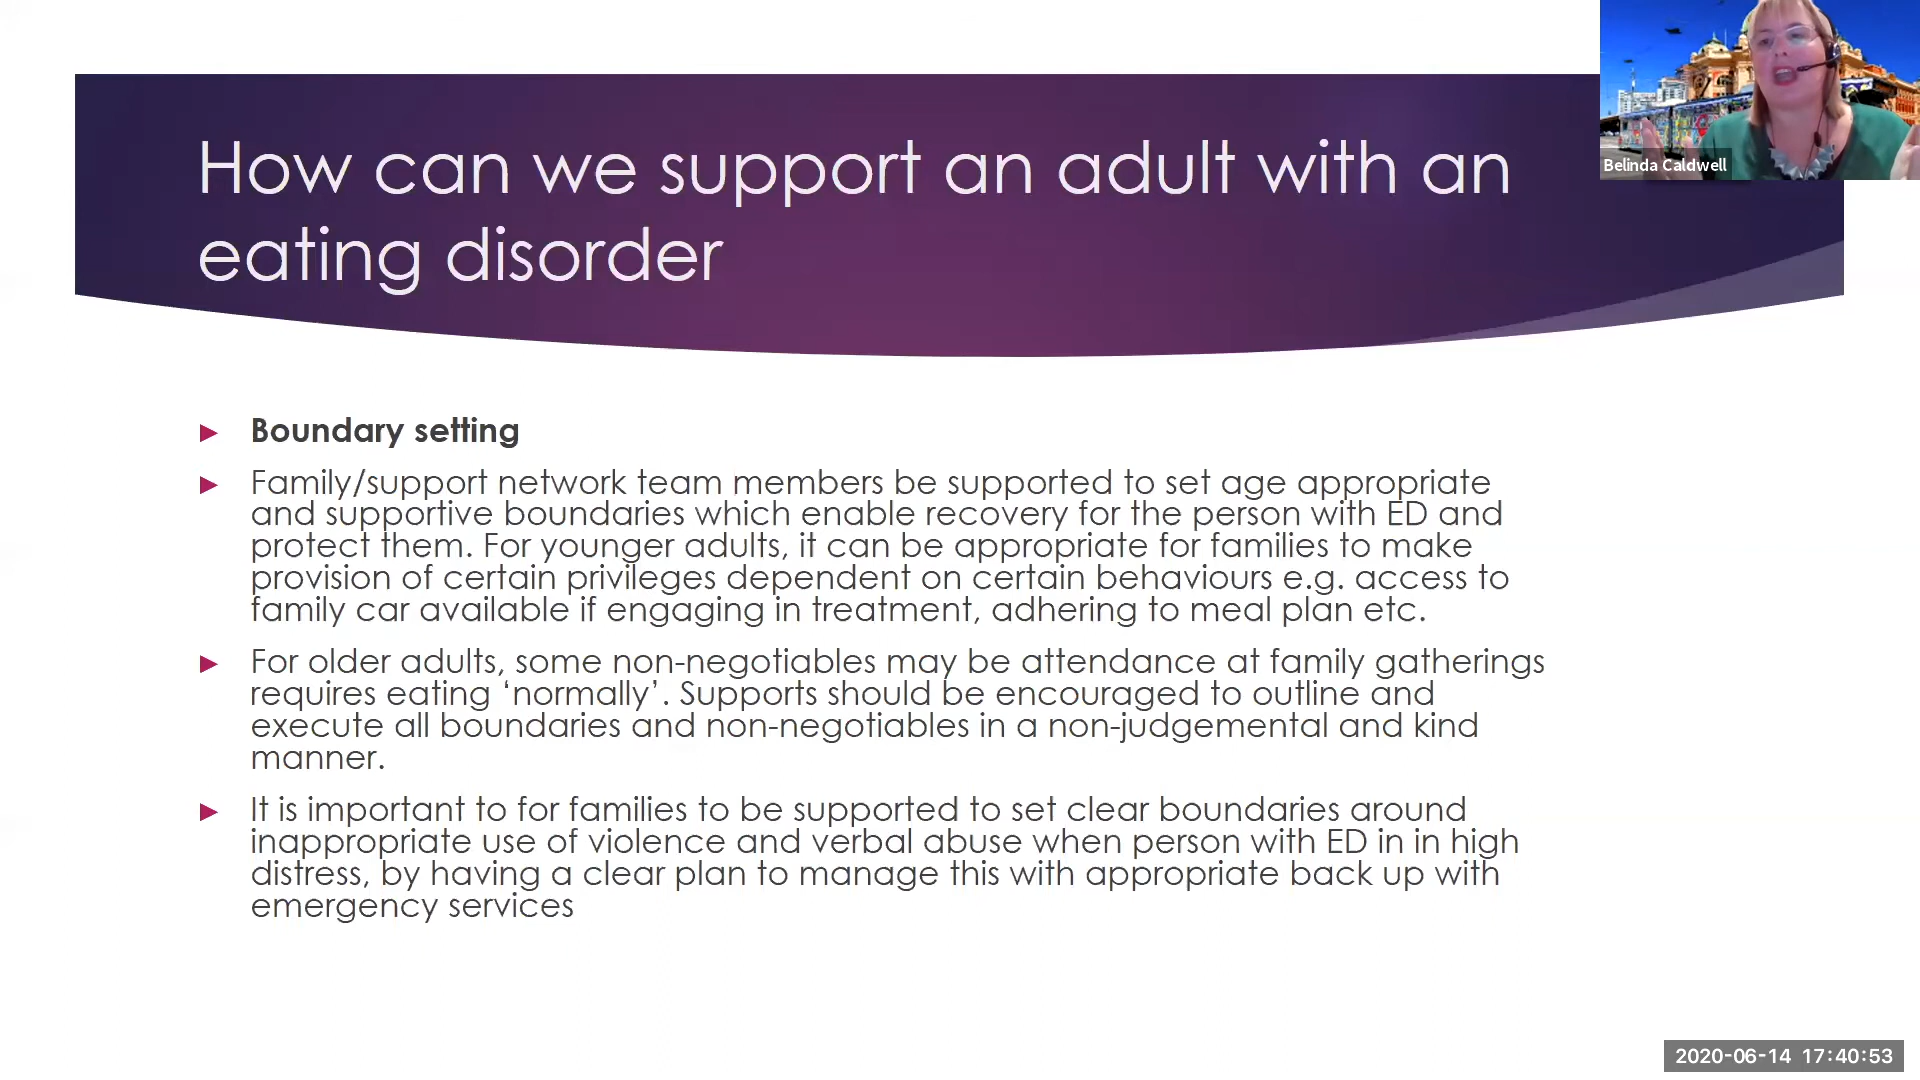 How can we support an adult with an
eating disorder
Belinda Caldwell
Boundary setting
Family/support network team members be supported to set age appropriate
and supportive boundaries which enable recovery for the person with ED and
protect them. For younger adults, it can be appropriate for families to make
provision of certain privileges dependent on certain behaviours e.g. access to
family car available if engaging in treatment, adhering to meal plan etc.
For older adults, some non-negotiables may be attendance at family gatherings
requires eating ‘normally’. Supports should be encouraged to outline and
execute all boundaries and non-negotiables in a non-judgemental and kind
manner.
It is important to for families to be supported to set clear boundaries around
inappropriate use of violence and verbal abuse when person with ED in in high
distress, by having a clear plan to manage this with appropriate back up with
emergency services
2020-06-14 17:40:53